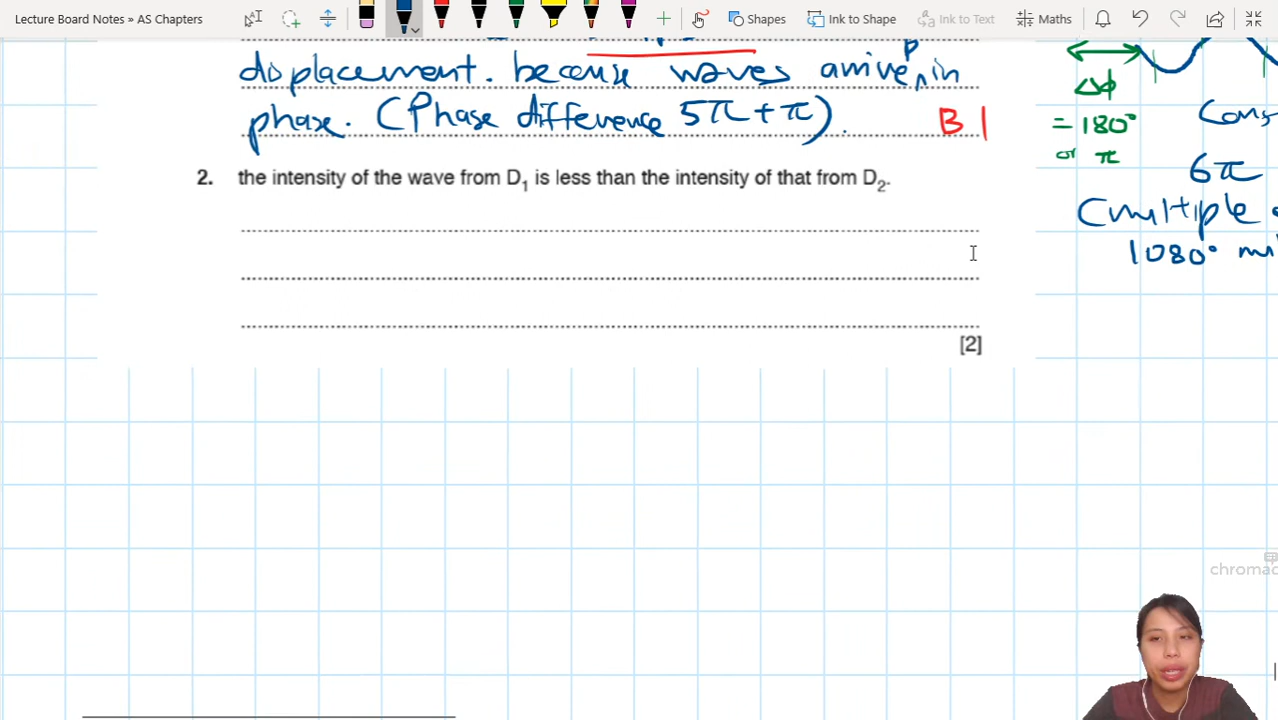 Lecture Board Notes » AS Chapters
Shapes
Ink to Shape
Ink to Text
Maths
displacement. because waves arrive in
P
phase. (Phase difference 5π + π).
B1
2. the intensity of the wave from D1 is less than the intensity of that from D2.
[2]
Δφ
= 180°
or π
Cons
6π
(multiple
1080°
chromac